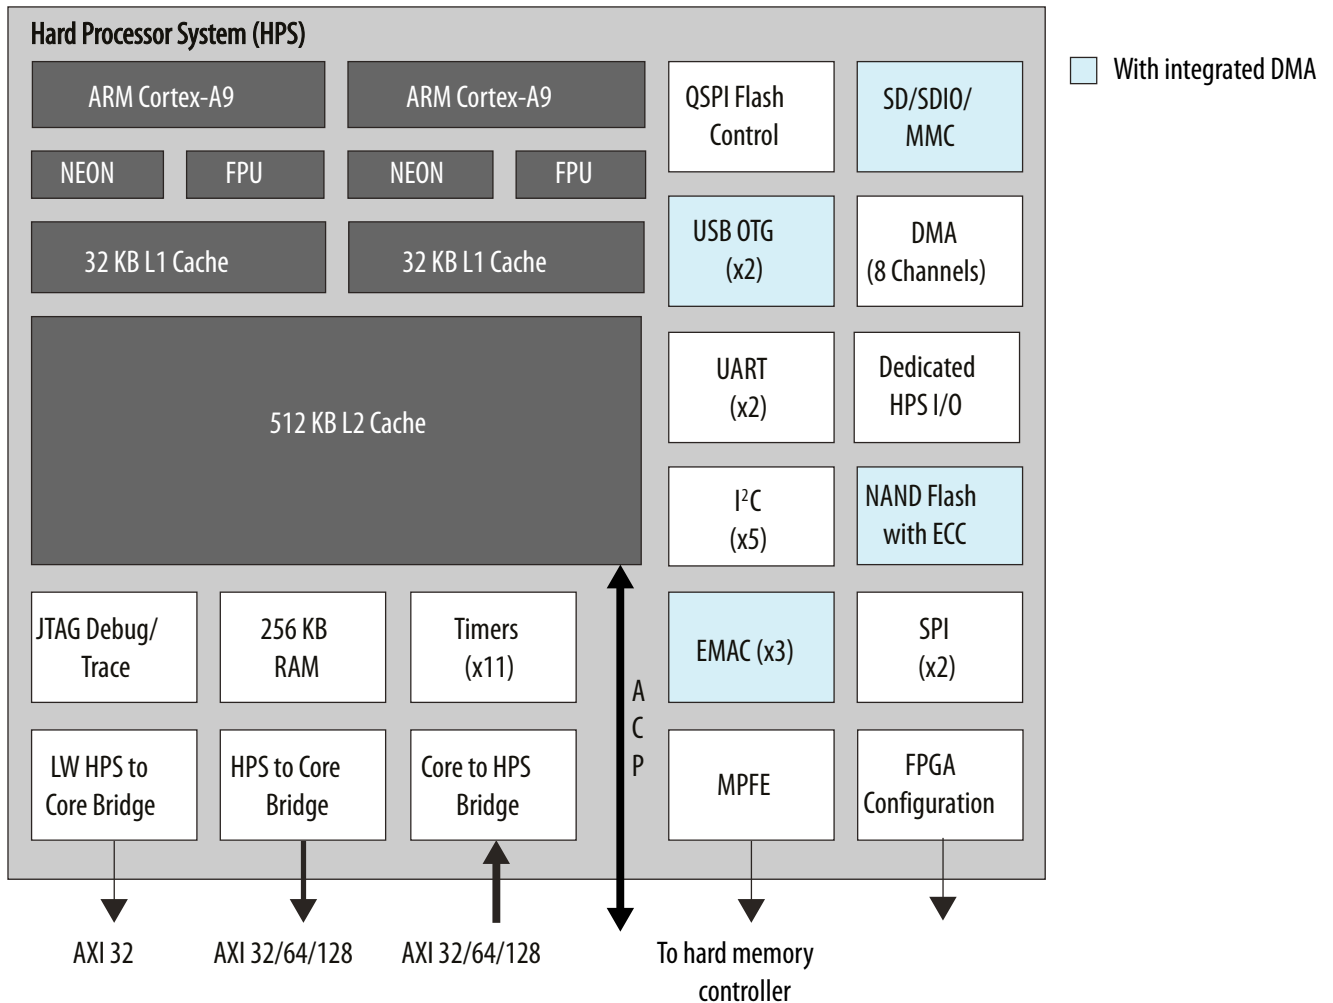 Hard Processor System (HPS)
With integrated DMA
ARM Cortex-A9
ARM Cortex-A9
NEON
FPU
NEON
FPU
32 KB L1 Cache
32 KB L1 Cache
512 KB L2 Cache
QSPI Flash
Control
SD/SDIO/
MMC
USB OTG
(x2)
DMA
(8 Channels)
UART
(x2)
Dedicated
HPS I/O
I²C
(x5)
NAND Flash
with ECC
JTAG Debug/
Trace
256 KB
RAM
Timers
(x11)
A
C
P
EMAC (x3)
SPI
(x2)
LW HPS to
Core Bridge
HPS to Core
Bridge
Core to HPS
Bridge
MPFE
FPGA
Configuration
AXI 32
AXI 32/64/128
AXI 32/64/128
To hard memory
controller